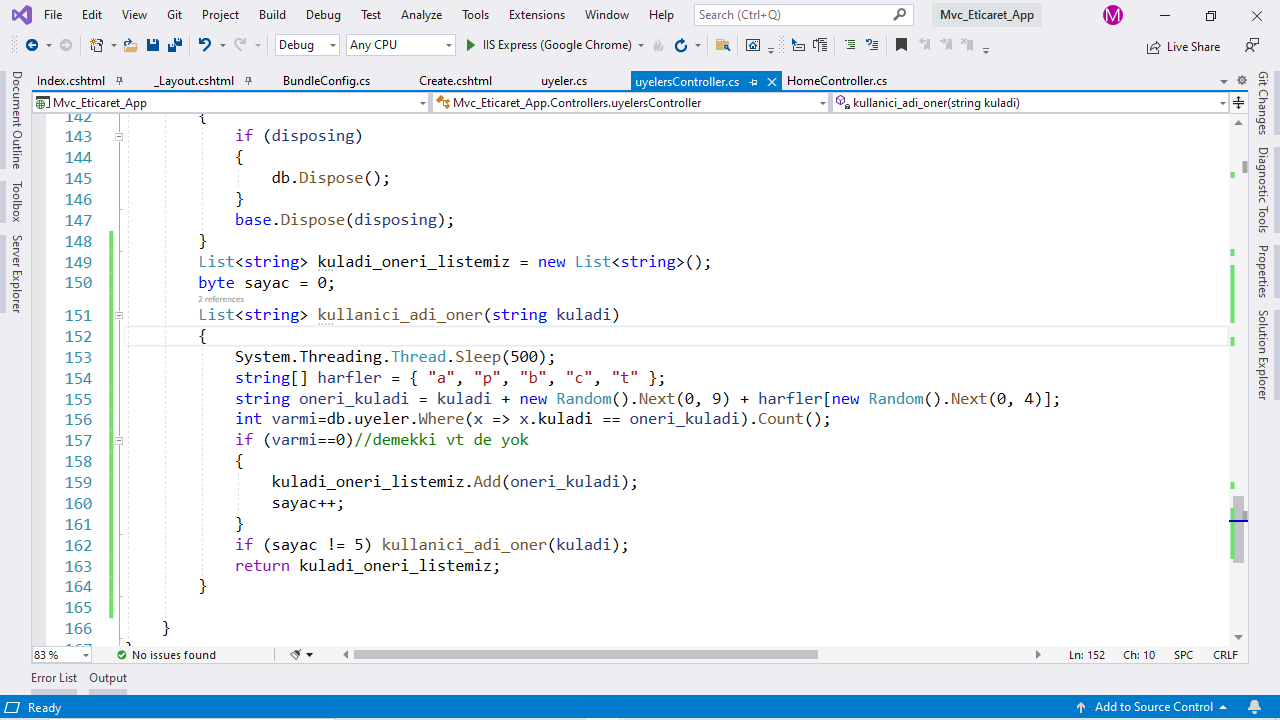 File Edit View Git Project Build Debug Test Analyze Tools Extensions Window Help Search (Ctrl+Q) Mvc_Eticaret_App M
Debug Any CPU IIS Express (Google Chrome) Live Share
Index.cshtml _Layout.cshtml BundleConfig.cs Create.cshtml uyeler.cs uyelersController.cs HomeController.cs
Mvc_Eticaret_App Mvc_Eticaret_App.Controllers.uyelersController kullanici_adi_oner(string kuladi)
Document Outline
Toolbox
Server Explorer
142 {
143 if (disposing)
144 {
145 db.Dispose();
146 }
147 base.Dispose(disposing);
148 }
149 List<string> kuladi_oneri_listemiz = new List<string>();
150 byte sayac = 0;
2 references
151 List<string> kullanici_adi_oner(string kuladi)
152 {
153 System.Threading.Thread.Sleep(500);
154 string[] harfler = { "a", "p", "b", "c", "t" };
155 string oneri_kuladi = kuladi + new Random().Next(0, 9) + harfler[new Random().Next(0, 4)];
156 int varmi=db.uyeler.Where(x => x.kuladi == oneri_kuladi).Count();
157 if (varmi==0)//demekki vt de yok
158 {
159 kuladi_oneri_listemiz.Add(oneri_kuladi);
160 sayac++;
161 }
162 if (sayac != 5) kullanici_adi_oner(kuladi);
163 return kuladi_oneri_listemiz;
164 }
165
166 }
167 }
Git Changes
Diagnostic Tools
Properties
Solution Explorer
83 % No issues found Ln: 152 Ch: 10 SPC CRLF
Error List Output
Ready Add to Source Control